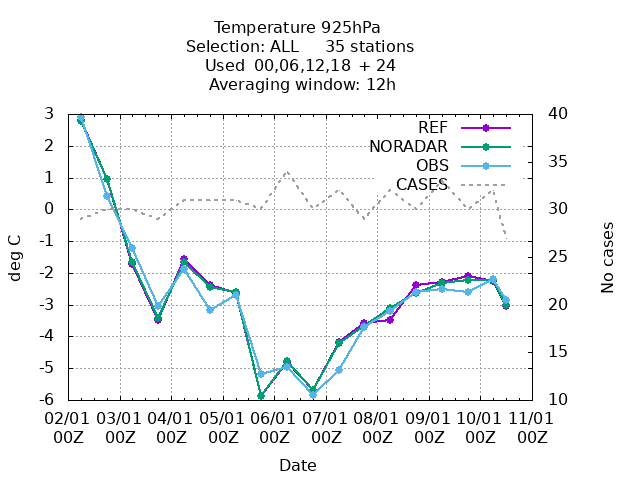 Temperature 925hPa
Selection: ALL     35 stations
Used  00,06,12,18  + 24
Averaging window: 12h
REF
NORADAR
OBS
CASES
deg C
3
2
1
0
-1
-2
-3
-4
-5
-6
No cases
40
35
30
25
20
15
10
02/01 03/01 04/01 05/01 06/01 07/01 08/01 09/01 10/01 11/01
00Z 00Z 00Z 00Z 00Z 00Z 00Z 00Z 00Z 00Z
Date